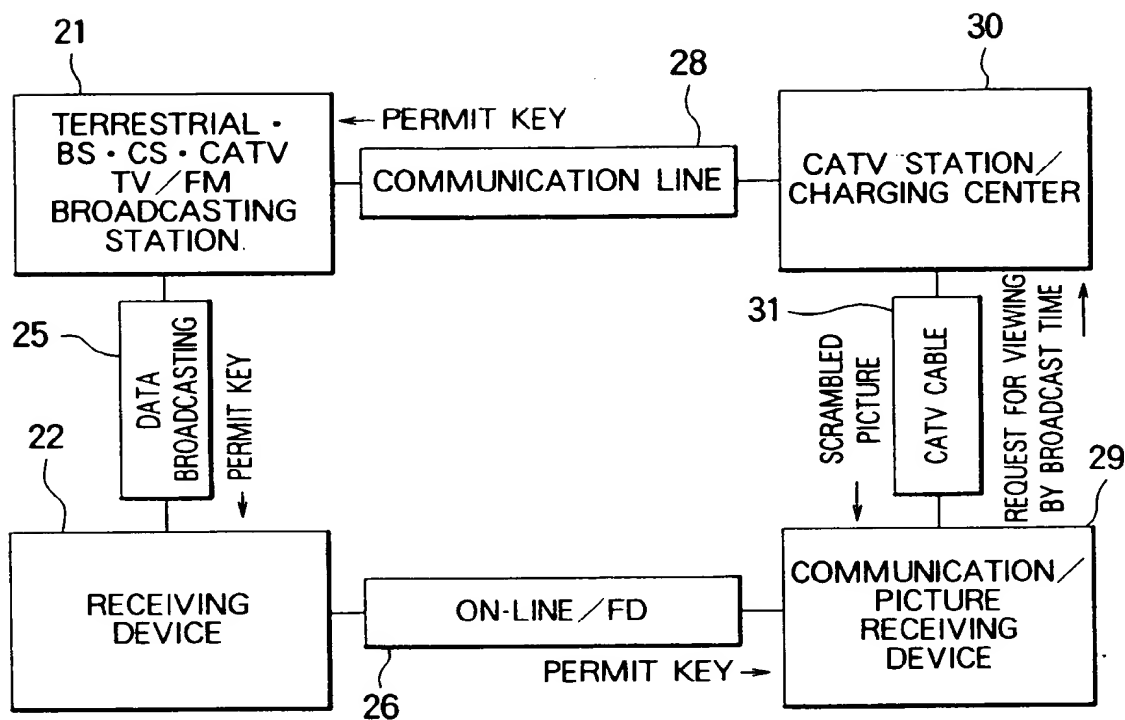 21
30
28
TERRESTRIAL・
BS・CS・CATV
TV/FM
BROADCASTING
STATION
← PERMIT KEY
COMMUNICATION LINE
CATV STATION/
CHARGING CENTER
25
DATA
BROADCASTING
PERMIT KEY
↓
31
SCRAMBLED
PICTURE
↓
CATV CABLE
REQUEST FOR VIEWING
BY BROADCAST TIME
↑
22
29
RECEIVING
DEVICE
ON-LINE/FD
COMMUNICATION/
PICTURE
RECEIVING
DEVICE
26
PERMIT KEY →